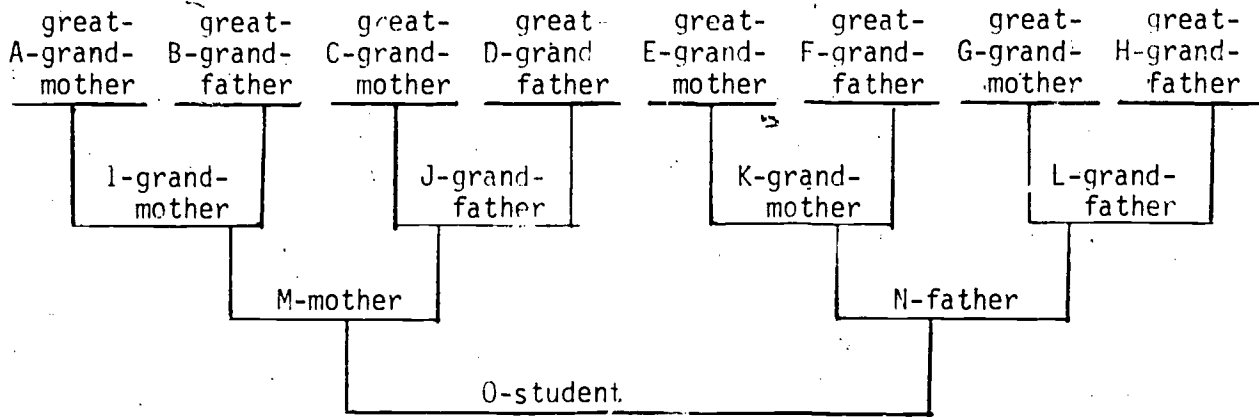 great- great- great- great- great- great- great- great-
A-grand- B-grand- C-grand- D-grand E-grand- F-grand- G-grand- H-grand-
mother father mother father mother father mother father
I-grand- J-grand- K-grand- L-grand-
mother father mother father
M-mother N-father
O-student